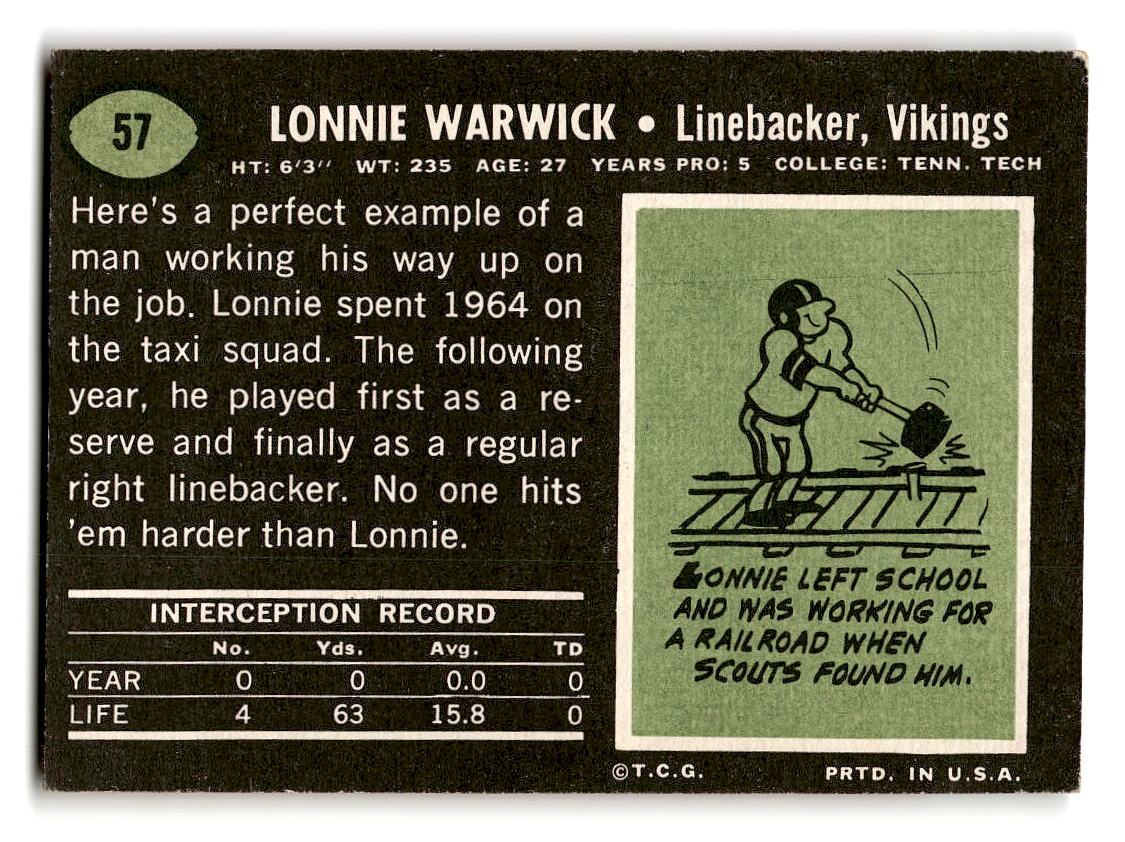 57
LONNIE WARWICK • Linebacker, Vikings
HT: 6'3'' WT: 235 AGE: 27 YEARS PRO: 5 COLLEGE: TENN. TECH
Here's a perfect example of a
man working his way up on
the job. Lonnie spent 1964 on
the taxi squad. The following
year, he played first as a re-
serve and finally as a regular
right linebacker. No one hits
'em harder than Lonnie.
INTERCEPTION RECORD
No. Yds. Avg. TD
YEAR 0 0 0.0 0
LIFE 4 63 15.8 0
LONNIE LEFT SCHOOL
AND WAS WORKING FOR
A RAILROAD WHEN
SCOUTS FOUND HIM.
©T.C.G. PRTD. IN U.S.A.